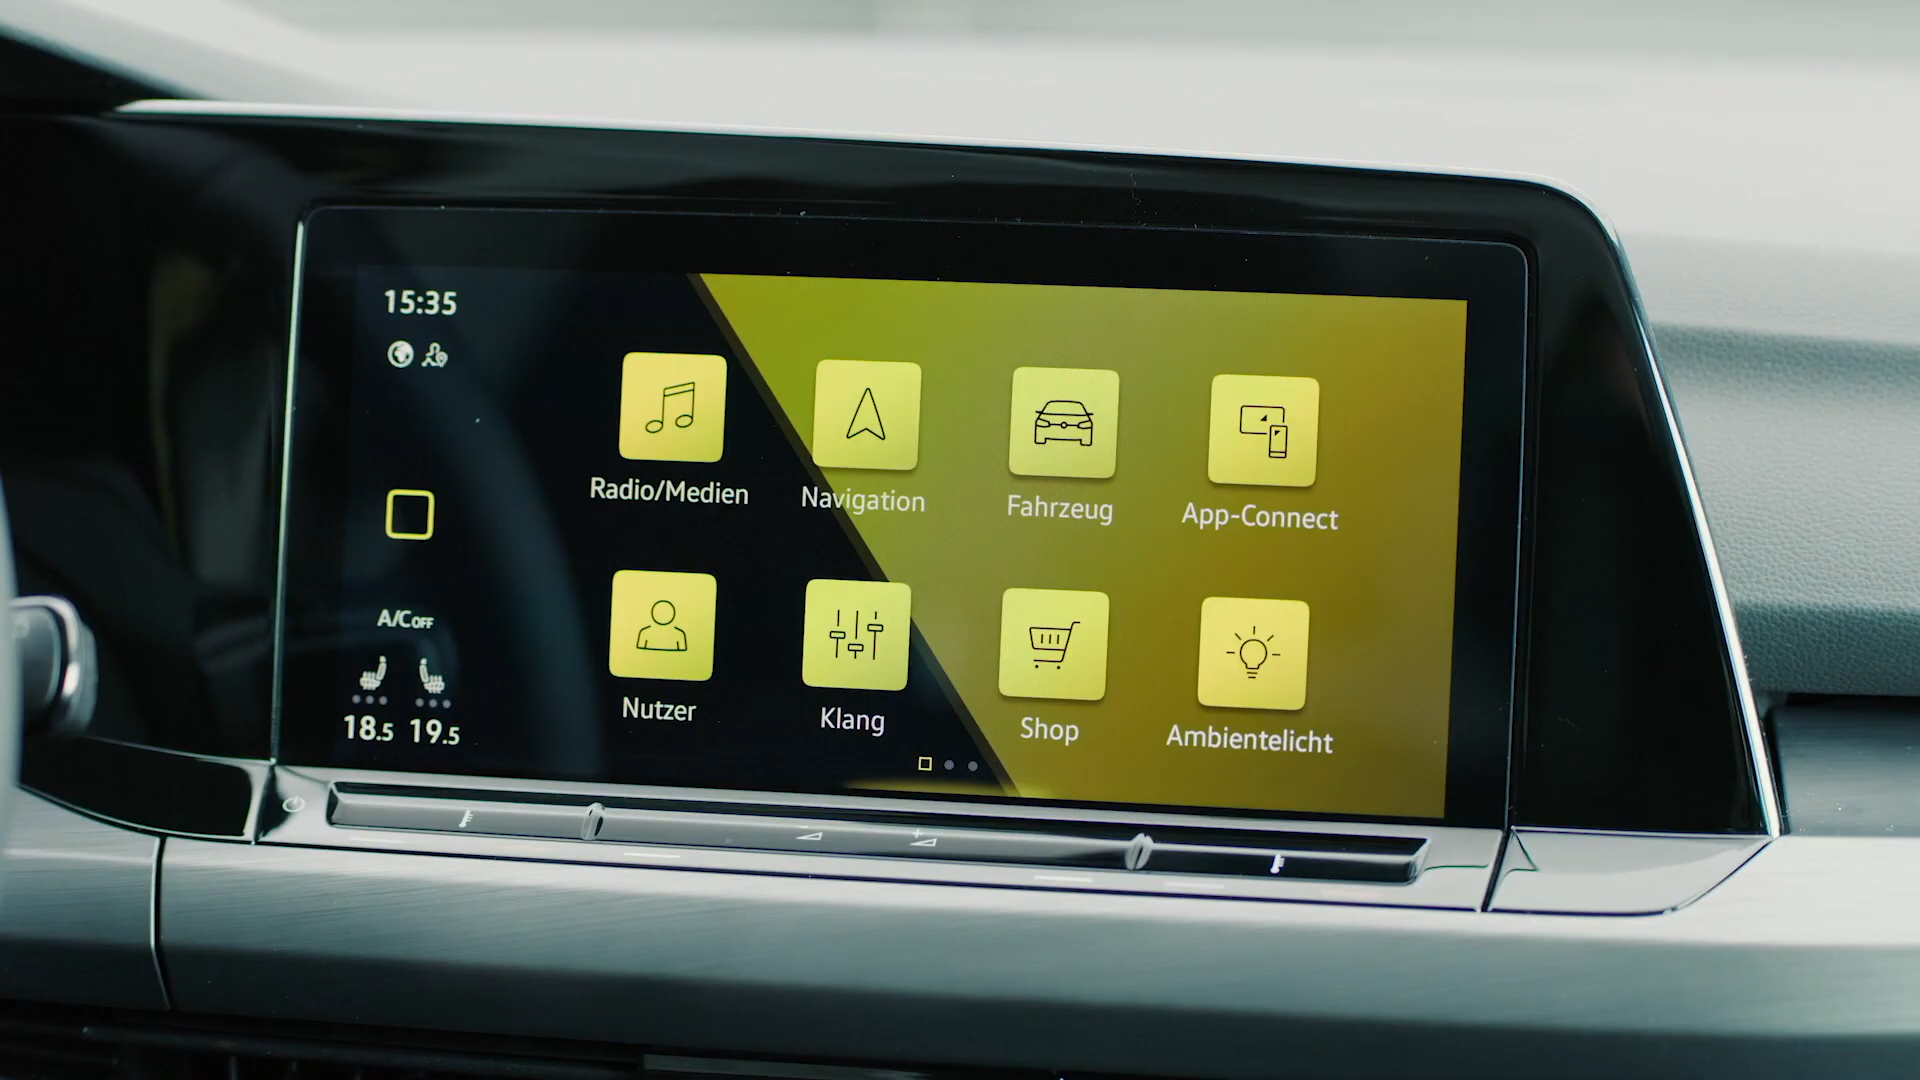 15:35
Radio/Medien
Navigation
Fahrzeug
App-Connect
A/C OFF
Nutzer
Klang
Shop
Ambientelicht
18.5 19.5